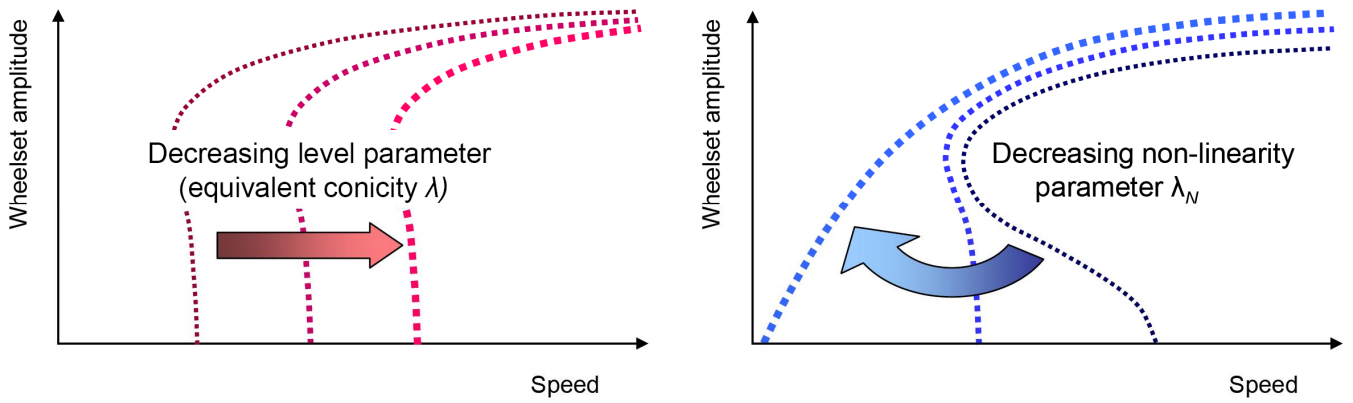 Wheelset amplitude
Decreasing level parameter
(equivalent conicity λ)
Speed
Wheelset amplitude
Decreasing non-linearity
parameter λN
Speed